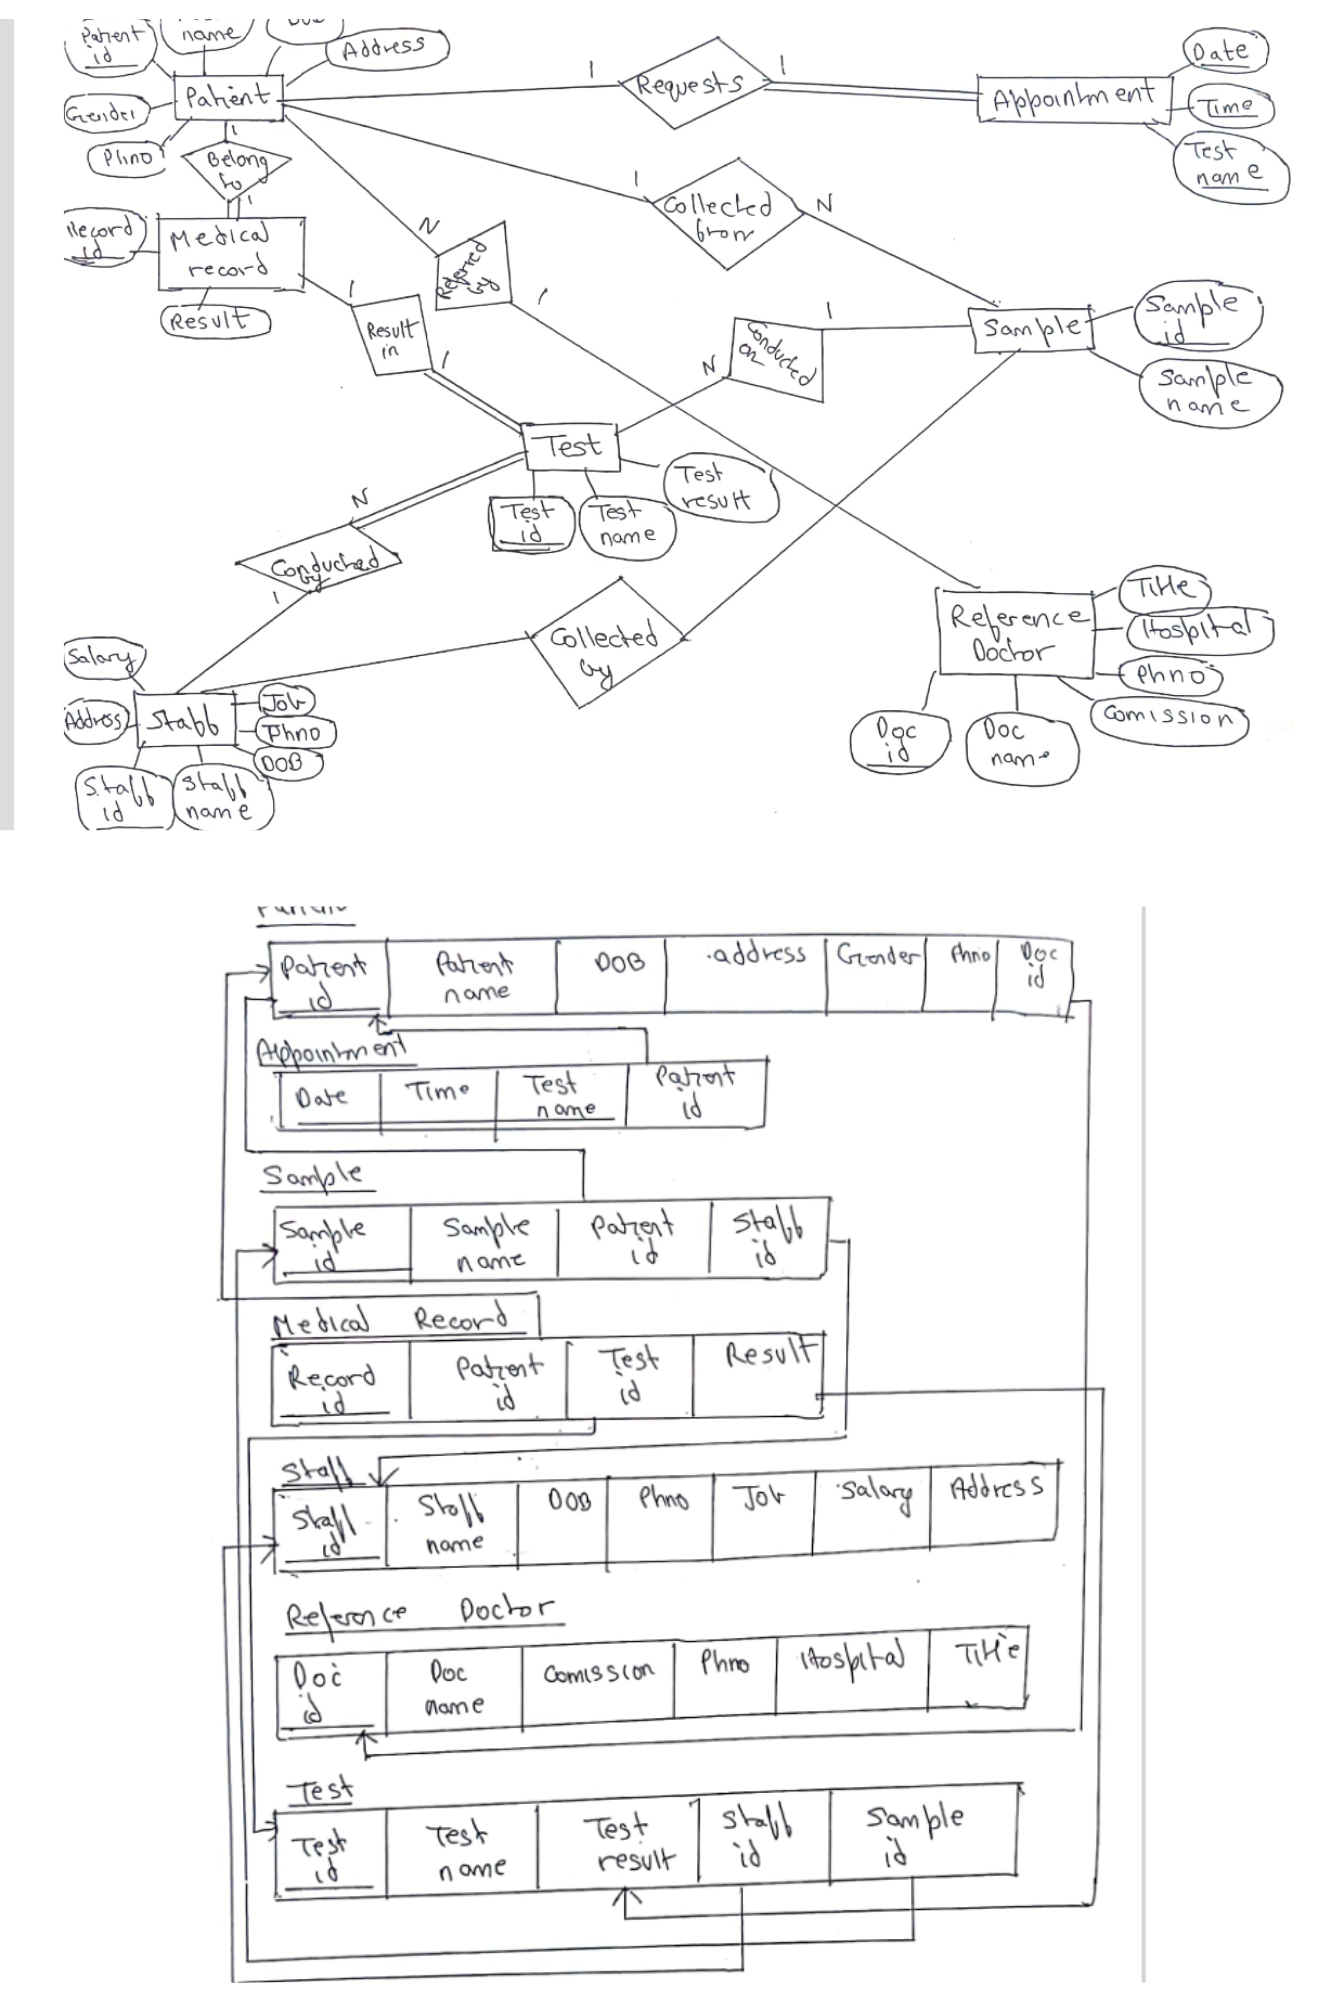 Patient
id
name
DOB
Address
Patient
Gender
Phno
Belong
to
1
1
Record
id
Medical
record
Result
1
Requests
1
Appointment
Date
Time
Test
name
1
Collected
from
N
N
Referred
by
1
1
Result
in
1
1
Conducted
on
N
Sample
Sample
id
Sample
name
Test
Test
id
Test
name
Test
result
N
Conducted
by
1
Collected
by
Salary
Address
Staff
Job
Phno
DOB
Staff
id
Staff
name
Reference
Doctor
Title
Hospital
Phno
Comission
Doc
id
Doc
name
Patient
id
Patient
name
DOB
address
Gender
Phno
Doc
id
Appointment
Date
Time
Test
name
Patient
id
Sample
Sample
id
Sample
name
Patient
id
Staff
id
Medical Record
Record
id
Patient
id
Test
id
Result
Staff
Staff
id
Staff
name
DOB
Phno
Job
Salary
Address
Reference Doctor
Doc
id
Doc
name
Comission
Phno
Hospital
Title
Test
Test
id
Test
name
Test
result
Staff
id
Sample
id